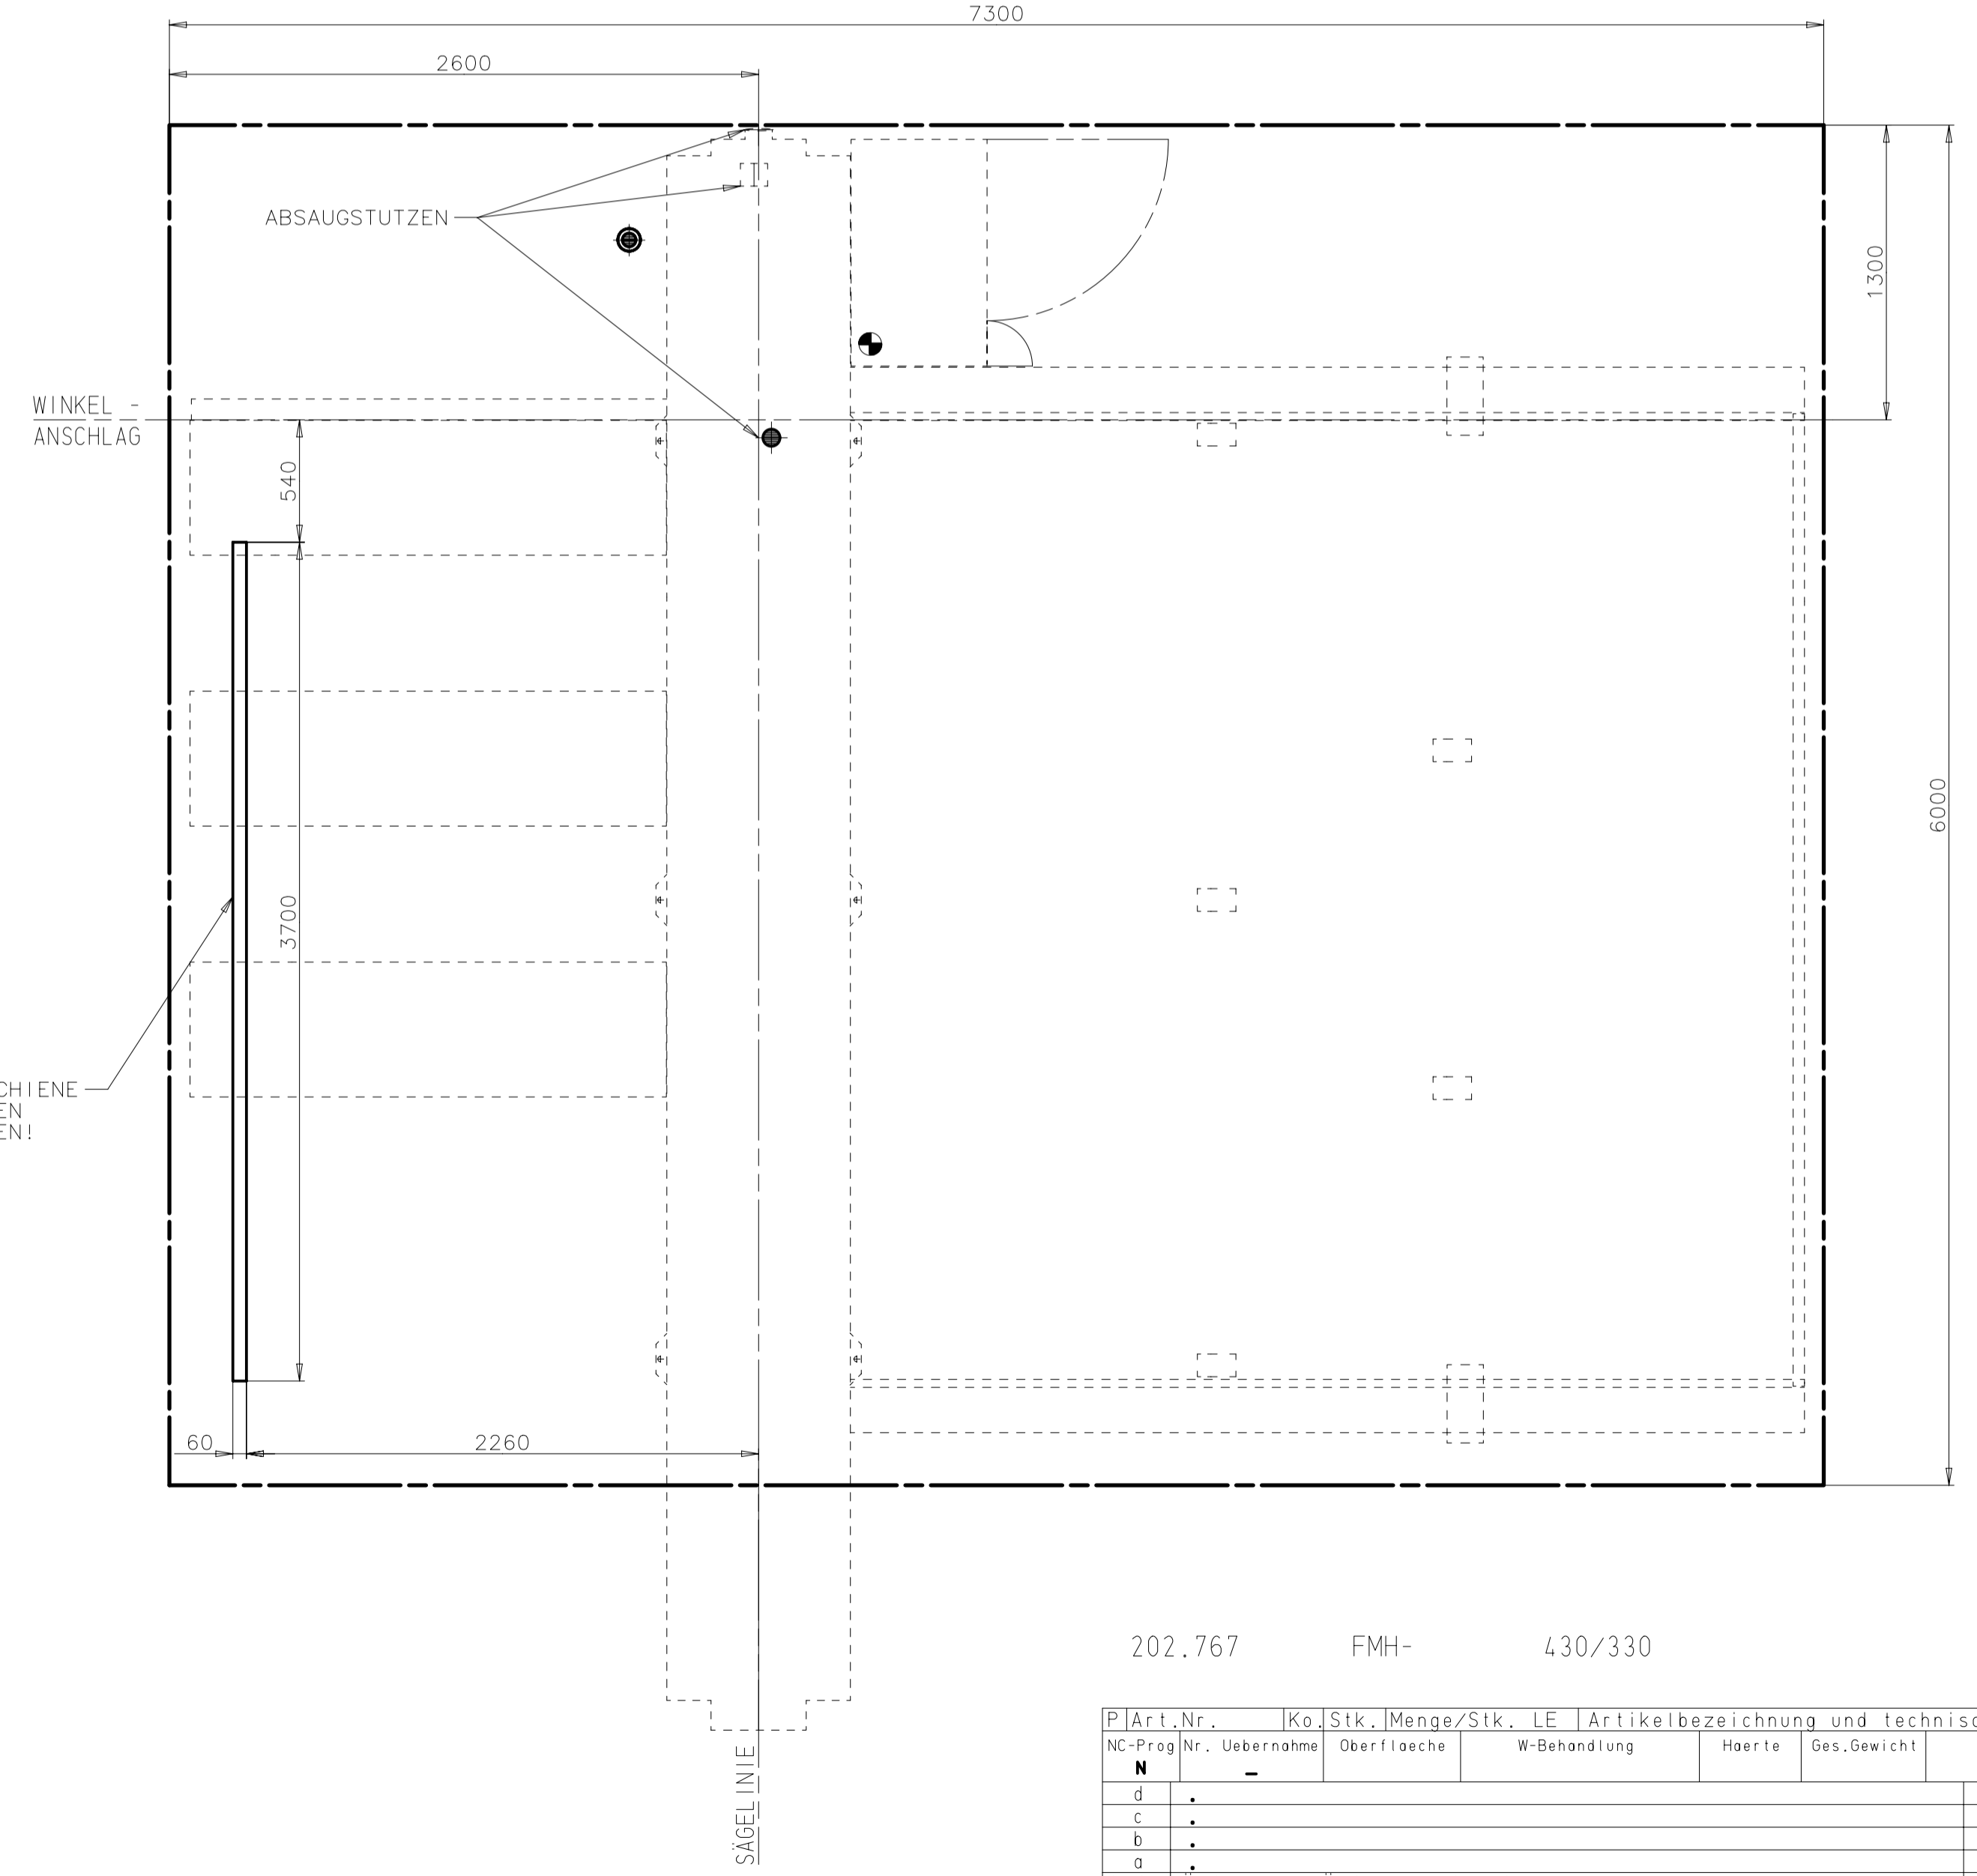 7300
2600
ABSAUGSTUTZEN
1300
WINKEL -
ANSCHLAG
540
6000
3700
CHIENE
EN
EN!
60
2260
202.767 FMH- 430/330
P Art.Nr. Ko. Stk. Menge/Stk. LE Artikelbezeichnung und technisc
NC-Prog Nr. Uebernahme Oberflaeche W-Behandlung Haerte Ges.Gewicht
N –
d .
c .
b .
a .
SÄGELINIE